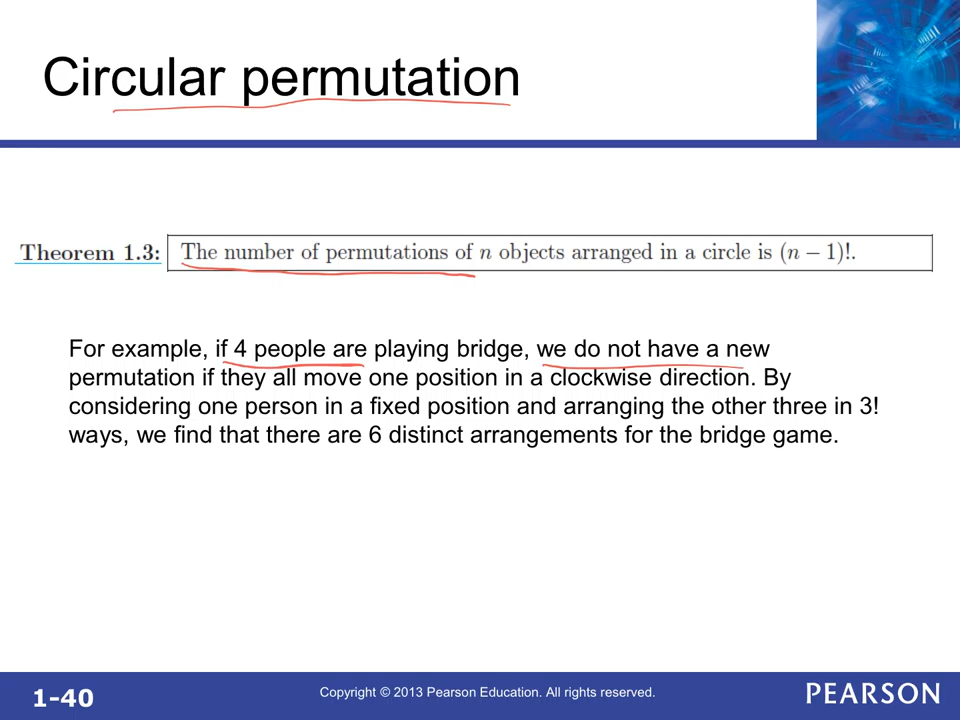 Circular permutation
Theorem 1.3: The number of permutations of n objects arranged in a circle is (n − 1)!.
For example, if 4 people are playing bridge, we do not have a new
permutation if they all move one position in a clockwise direction. By
considering one person in a fixed position and arranging the other three in 3!
ways, we find that there are 6 distinct arrangements for the bridge game.
1-40
Copyright © 2013 Pearson Education. All rights reserved.
PEARSON